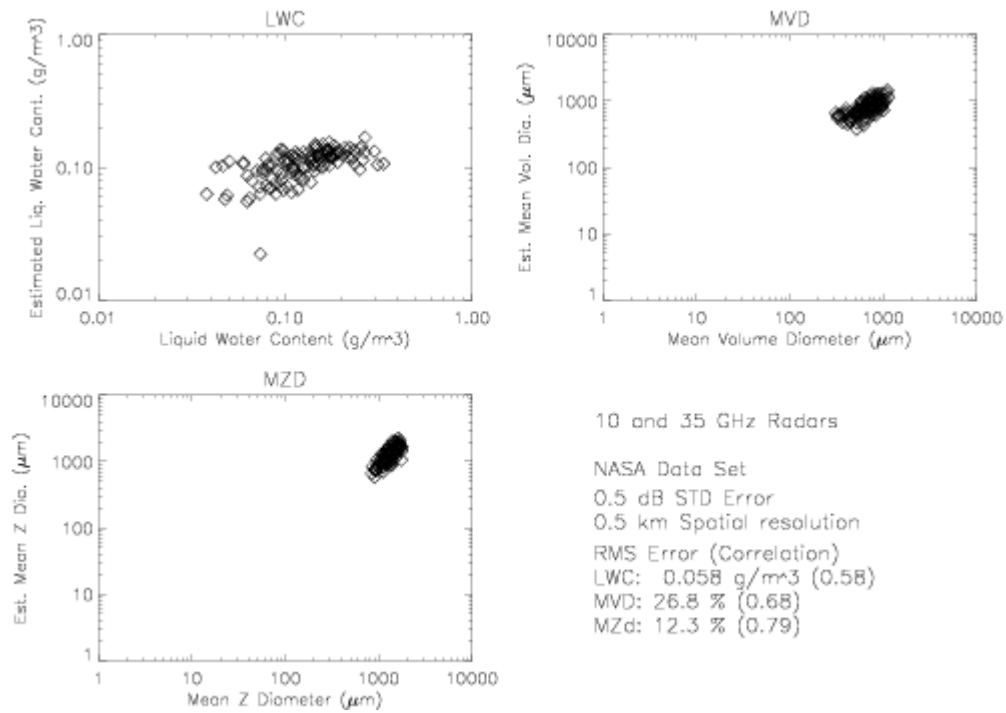 LWC
Estimated Liq. Water Cont. (g/m^3)
1.00
0.10
0.01
0.01 0.10 1.00
Liquid Water Content (g/m^3)
MVD
Est. Mean Vol. Dia. (μm)
10000
1000
100
10
1
1 10 100 1000 10000
Mean Volume Diameter (μm)
MZD
Est. Mean Z Dia. (μm)
10000
1000
100
10
1
1 10 100 1000 10000
Mean Z Diameter (μm)
10 and 35 GHz Radars
NASA Data Set
0.5 dB STD Error
0.5 km Spatial resolution
RMS Error (Correlation)
LWC: 0.058 g/m^3 (0.58)
MVD: 26.8 % (0.68)
MZd: 12.3 % (0.79)